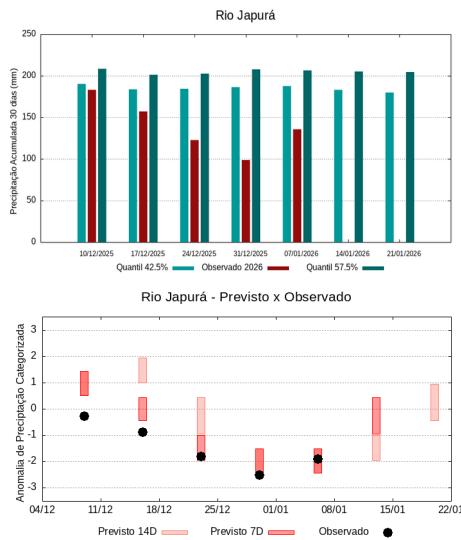 Rio Japurá
Precipitação Acumulada 30 dias (mm)
250
200
150
100
50
0
10/12/2025 17/12/2025 24/12/2025 31/12/2025 07/01/2026 14/01/2026 21/01/2026
Quantil 42.5% Observado 2026 Quantil 57.5%
Rio Japurá - Previsto x Observado
Anomalia de Precipitação Categorizada
3
2
1
0
-1
-2
-3
04/12 11/12 18/12 25/12 01/01 08/01 15/01 22/01
Previsto 14D Previsto 7D Observado